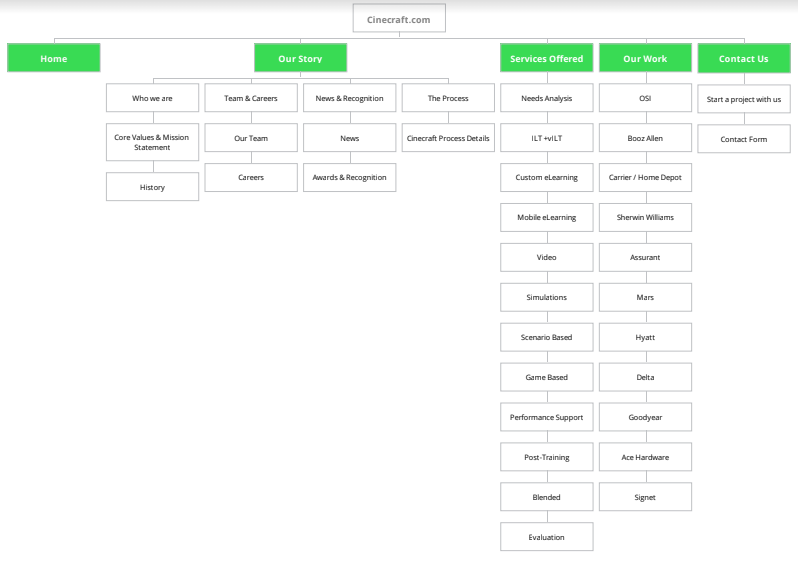 Cinecraft.com
Home
Our Story
Services Offered
Our Work
Contact Us
Who we are
Core Values & Mission
Statement
History
Team & Careers
Our Team
Careers
News & Recognition
News
Awards & Recognition
The Process
Cinecraft Process Details
Needs Analysis
ILT +vILT
Custom eLearning
Mobile eLearning
Video
Simulations
Scenario Based
Game Based
Performance Support
Post-Training
Blended
Evaluation
OSI
Booz Allen
Carrier / Home Depot
Sherwin Williams
Assurant
Mars
Hyatt
Delta
Goodyear
Ace Hardware
Signet
Start a project with us
Contact Form